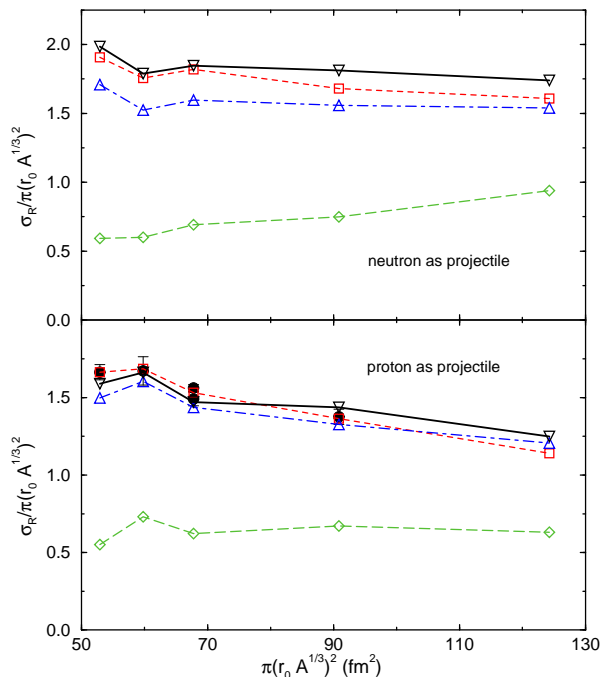 2.0
1.5
1.0
0.5
0.0
σR/π(r0 A1/3)2
neutron as projectile
1.5
1.0
0.5
0.0
σR/π(r0 A1/3)2
proton as projectile
50 70 90 110 130
π(r0 A1/3)2 (fm2)